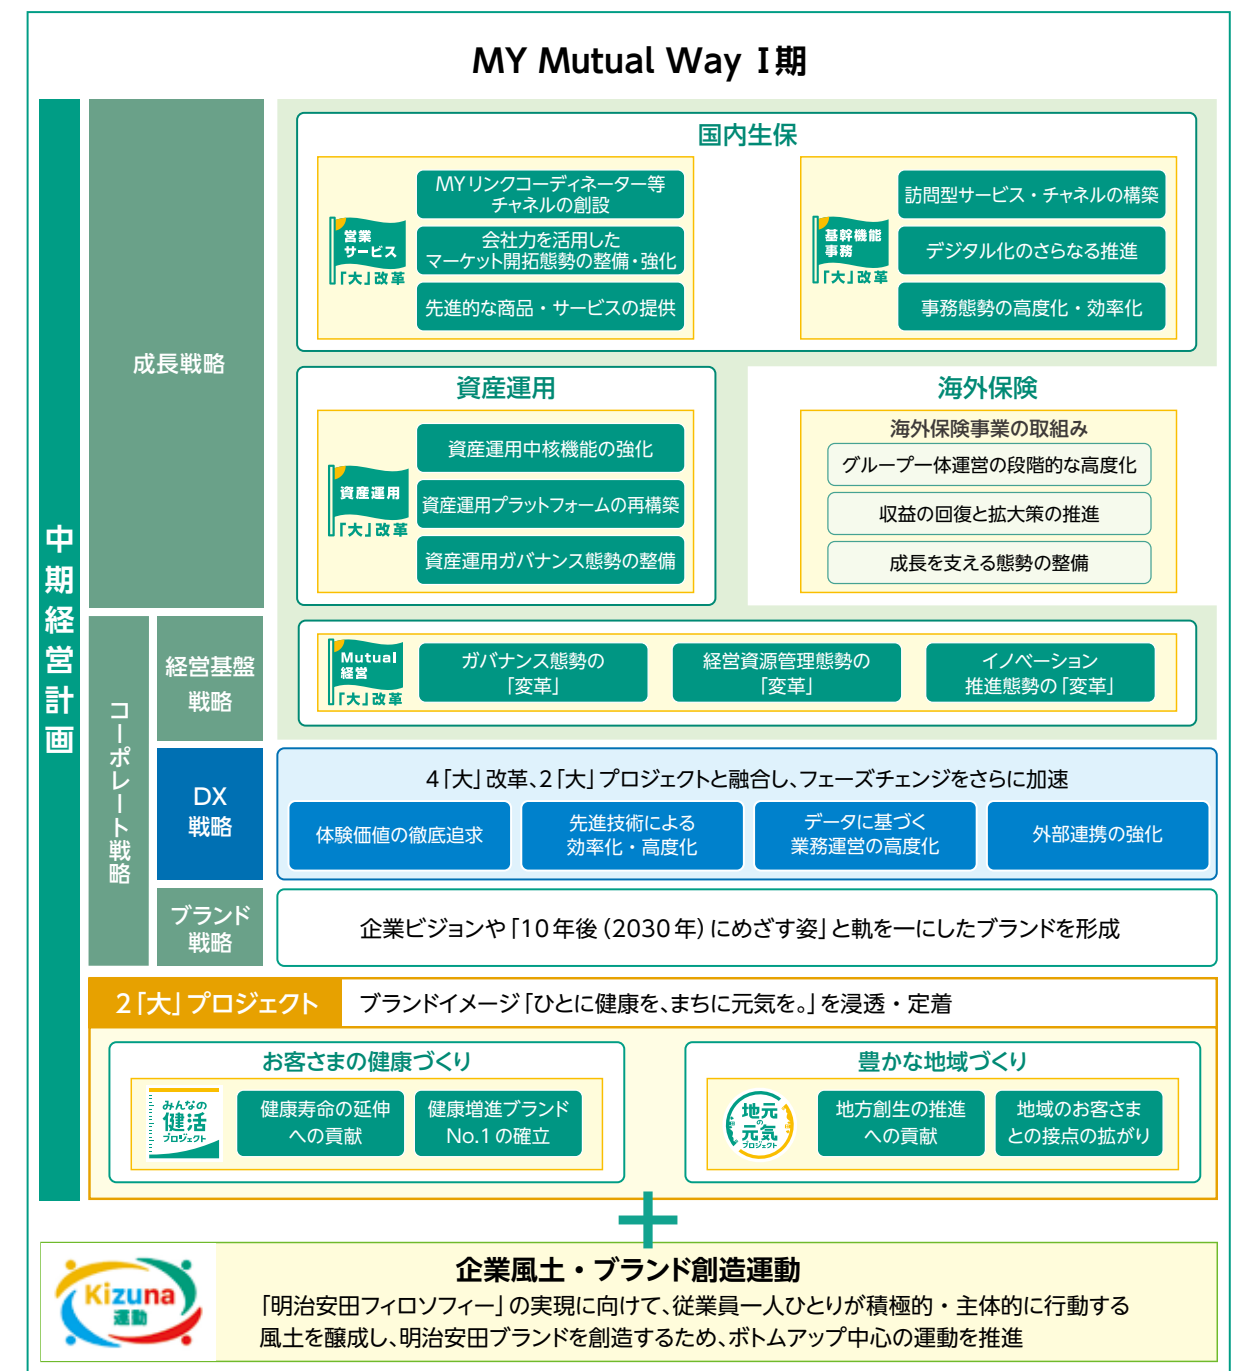 MY Mutual Way Ⅰ期
中期経営計画
成長戦略
国内生保
営業
サービス
「大」改革
MYリンクコーディネーター等
チャネルの創設
会社力を活用した
マーケット開拓態勢の整備・強化
先進的な商品・サービスの提供
基幹機能
事務
「大」改革
訪問型サービス・チャネルの構築
デジタル化のさらなる推進
事務態勢の高度化・効率化
資産運用
資産運用
「大」改革
資産運用中核機能の強化
資産運用プラットフォームの再構築
資産運用ガバナンス態勢の整備
海外保険
海外保険事業の取組み
グループ一体運営の段階的な高度化
収益の回復と拡大策の推進
成長を支える態勢の整備
コーポレート戦略
経営基盤
戦略
Mutual
経営
「大」改革
ガバナンス態勢の
「変革」
経営資源管理態勢の
「変革」
イノベーション
推進態勢の「変革」
DX
戦略
4「大」改革、2「大」プロジェクトと融合し、フェーズチェンジをさらに加速
体験価値の徹底追求
先進技術による
効率化・高度化
データに基づく
業務運営の高度化
外部連携の強化
ブランド
戦略
企業ビジョンや「10年後（2030年）にめざす姿」と軌を一にしたブランドを形成
2「大」プロジェクト
ブランドイメージ「ひとに健康を、まちに元気を。」を浸透・定着
お客さまの健康づくり
みんなの
健活
プロジェクト
健康寿命の延伸
への貢献
健康増進ブランド
No.1の確立
豊かな地域づくり
地元
の
元気
プロジェクト
地方創生の推進
への貢献
地域のお客さま
との接点の拡がり
＋
Kizuna
運動
企業風土・ブランド創造運動
「明治安田フィロソフィー」の実現に向けて、従業員一人ひとりが積極的・主体的に行動する
風土を醸成し、明治安田ブランドを創造するため、ボトムアップ中心の運動を推進